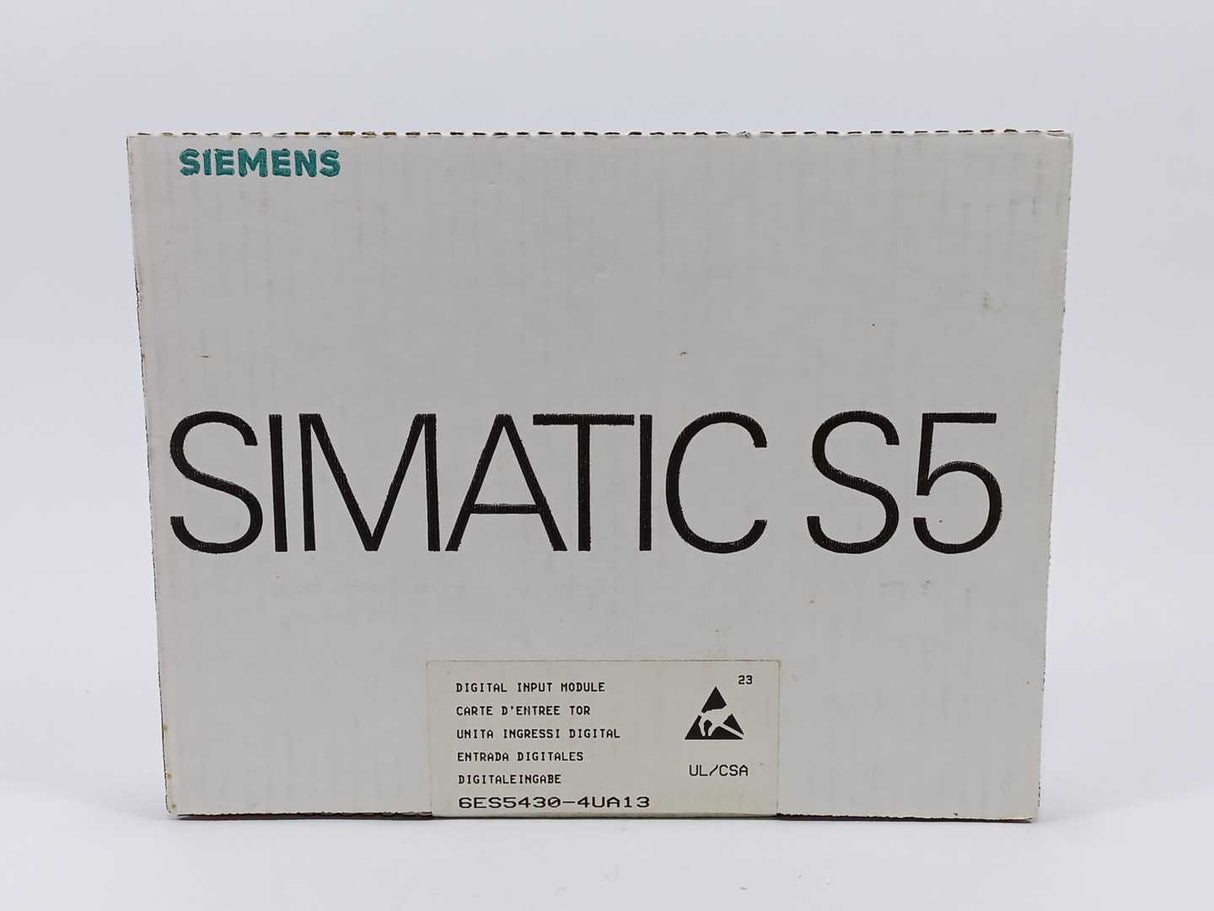 SIEMENS
SIMATIC S5
DIGITAL INPUT MODULE
CARTE D'ENTREE TOR
UNITA INGRESSI DIGITAL
ENTRADA DIGITALES
DIGITALEINGABE
6ES5430-4UA13
23
UL/CSA